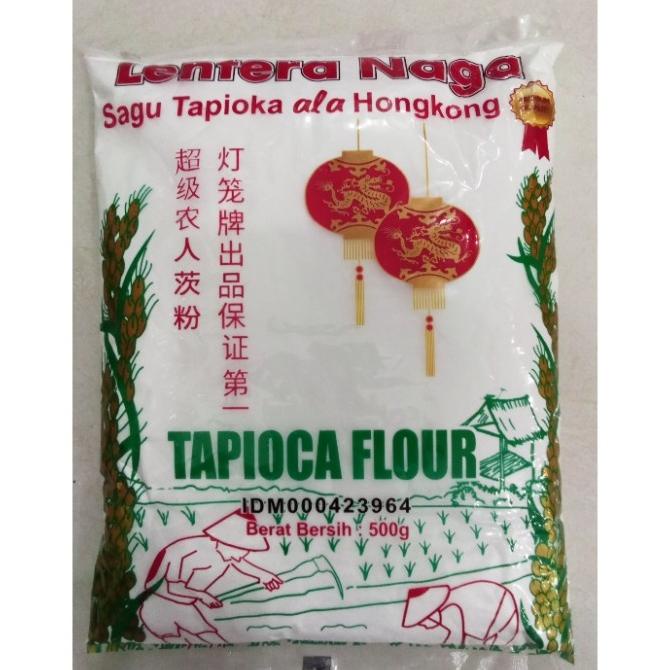 Lentera Naga
Sagu Tapioka ala Hongkong
灯笼牌出品保证第一
超级农人茨粉
TAPIOCA FLOUR
IDM000423964
Berat Bersih : 500g